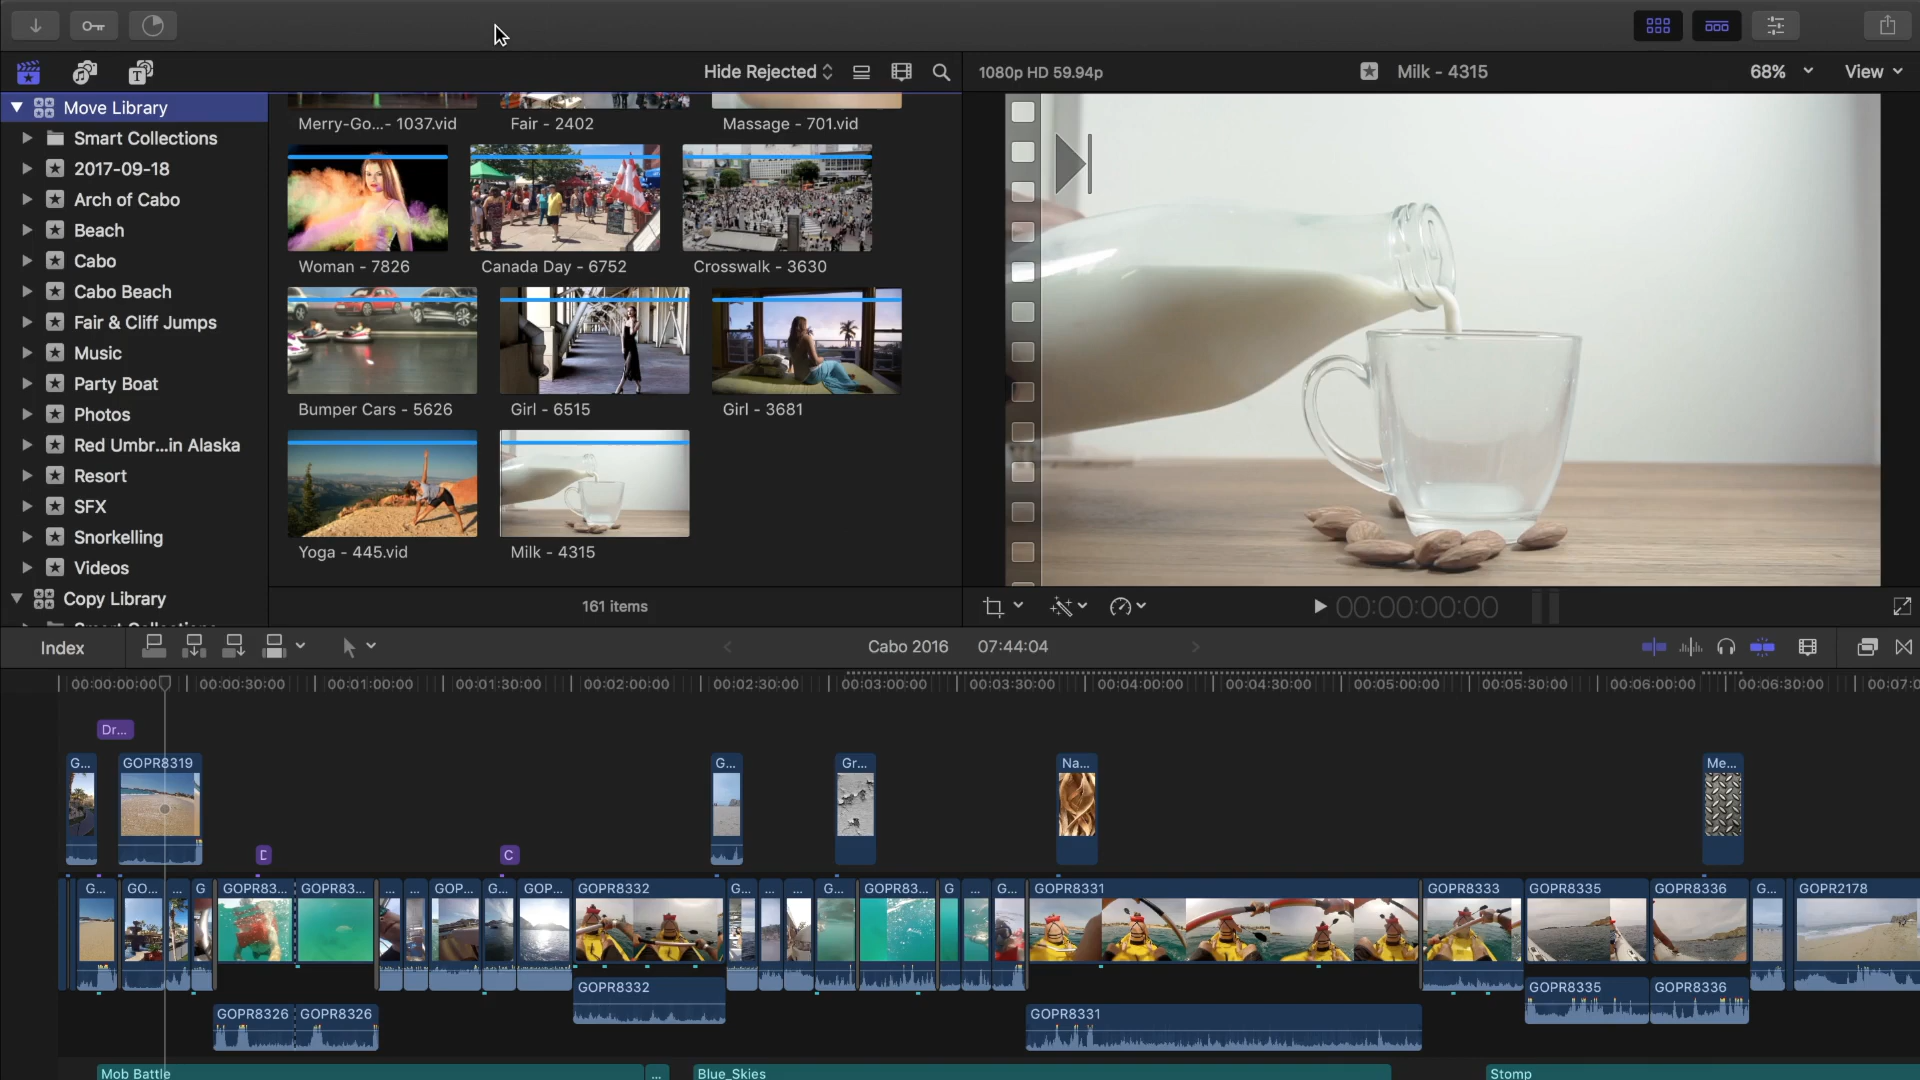 Hide Rejected
1080p HD 59.94p
Milk - 4315
68%
View
Move Library
Smart Collections
2017-09-18
Arch of Cabo
Beach
Cabo
Cabo Beach
Fair & Cliff Jumps
Music
Party Boat
Photos
Red Umbr...in Alaska
Resort
SFX
Snorkelling
Videos
Copy Library
Merry-Go...- 1037.vid
Fair - 2402
Massage - 701.vid
Woman - 7826
Canada Day - 6752
Crosswalk - 3630
Bumper Cars - 5626
Girl - 6515
Girl - 3681
Yoga - 445.vid
Milk - 4315
161 items
00:00:00:00
Index
Cabo 2016
07:44:04
00:00:00:00
00:00:30:00
00:01:00:00
00:01:30:00
00:02:00:00
00:02:30:00
00:03:00:00
00:03:30:00
00:04:00:00
00:04:30:00
00:05:00:00
00:05:30:00
00:06:00:00
00:06:30:00
00:07:0
Dr...
G...
GOPR8319
G...
Gr...
Na...
Me...
C
G...
GO...
...
G
GOPR83...
GOPR83...
...
...
GOP...
G...
GOP...
GOPR8332
G...
...
...
G...
GOPR83...
G
...
G...
GOPR8331
GOPR8333
GOPR8335
GOPR8336
G...
GOPR2178
GOPR8332
GOPR8335
GOPR8336
GOPR8326
GOPR8326
GOPR8331
Mob Battle
...
Blue_Skies
Stomp